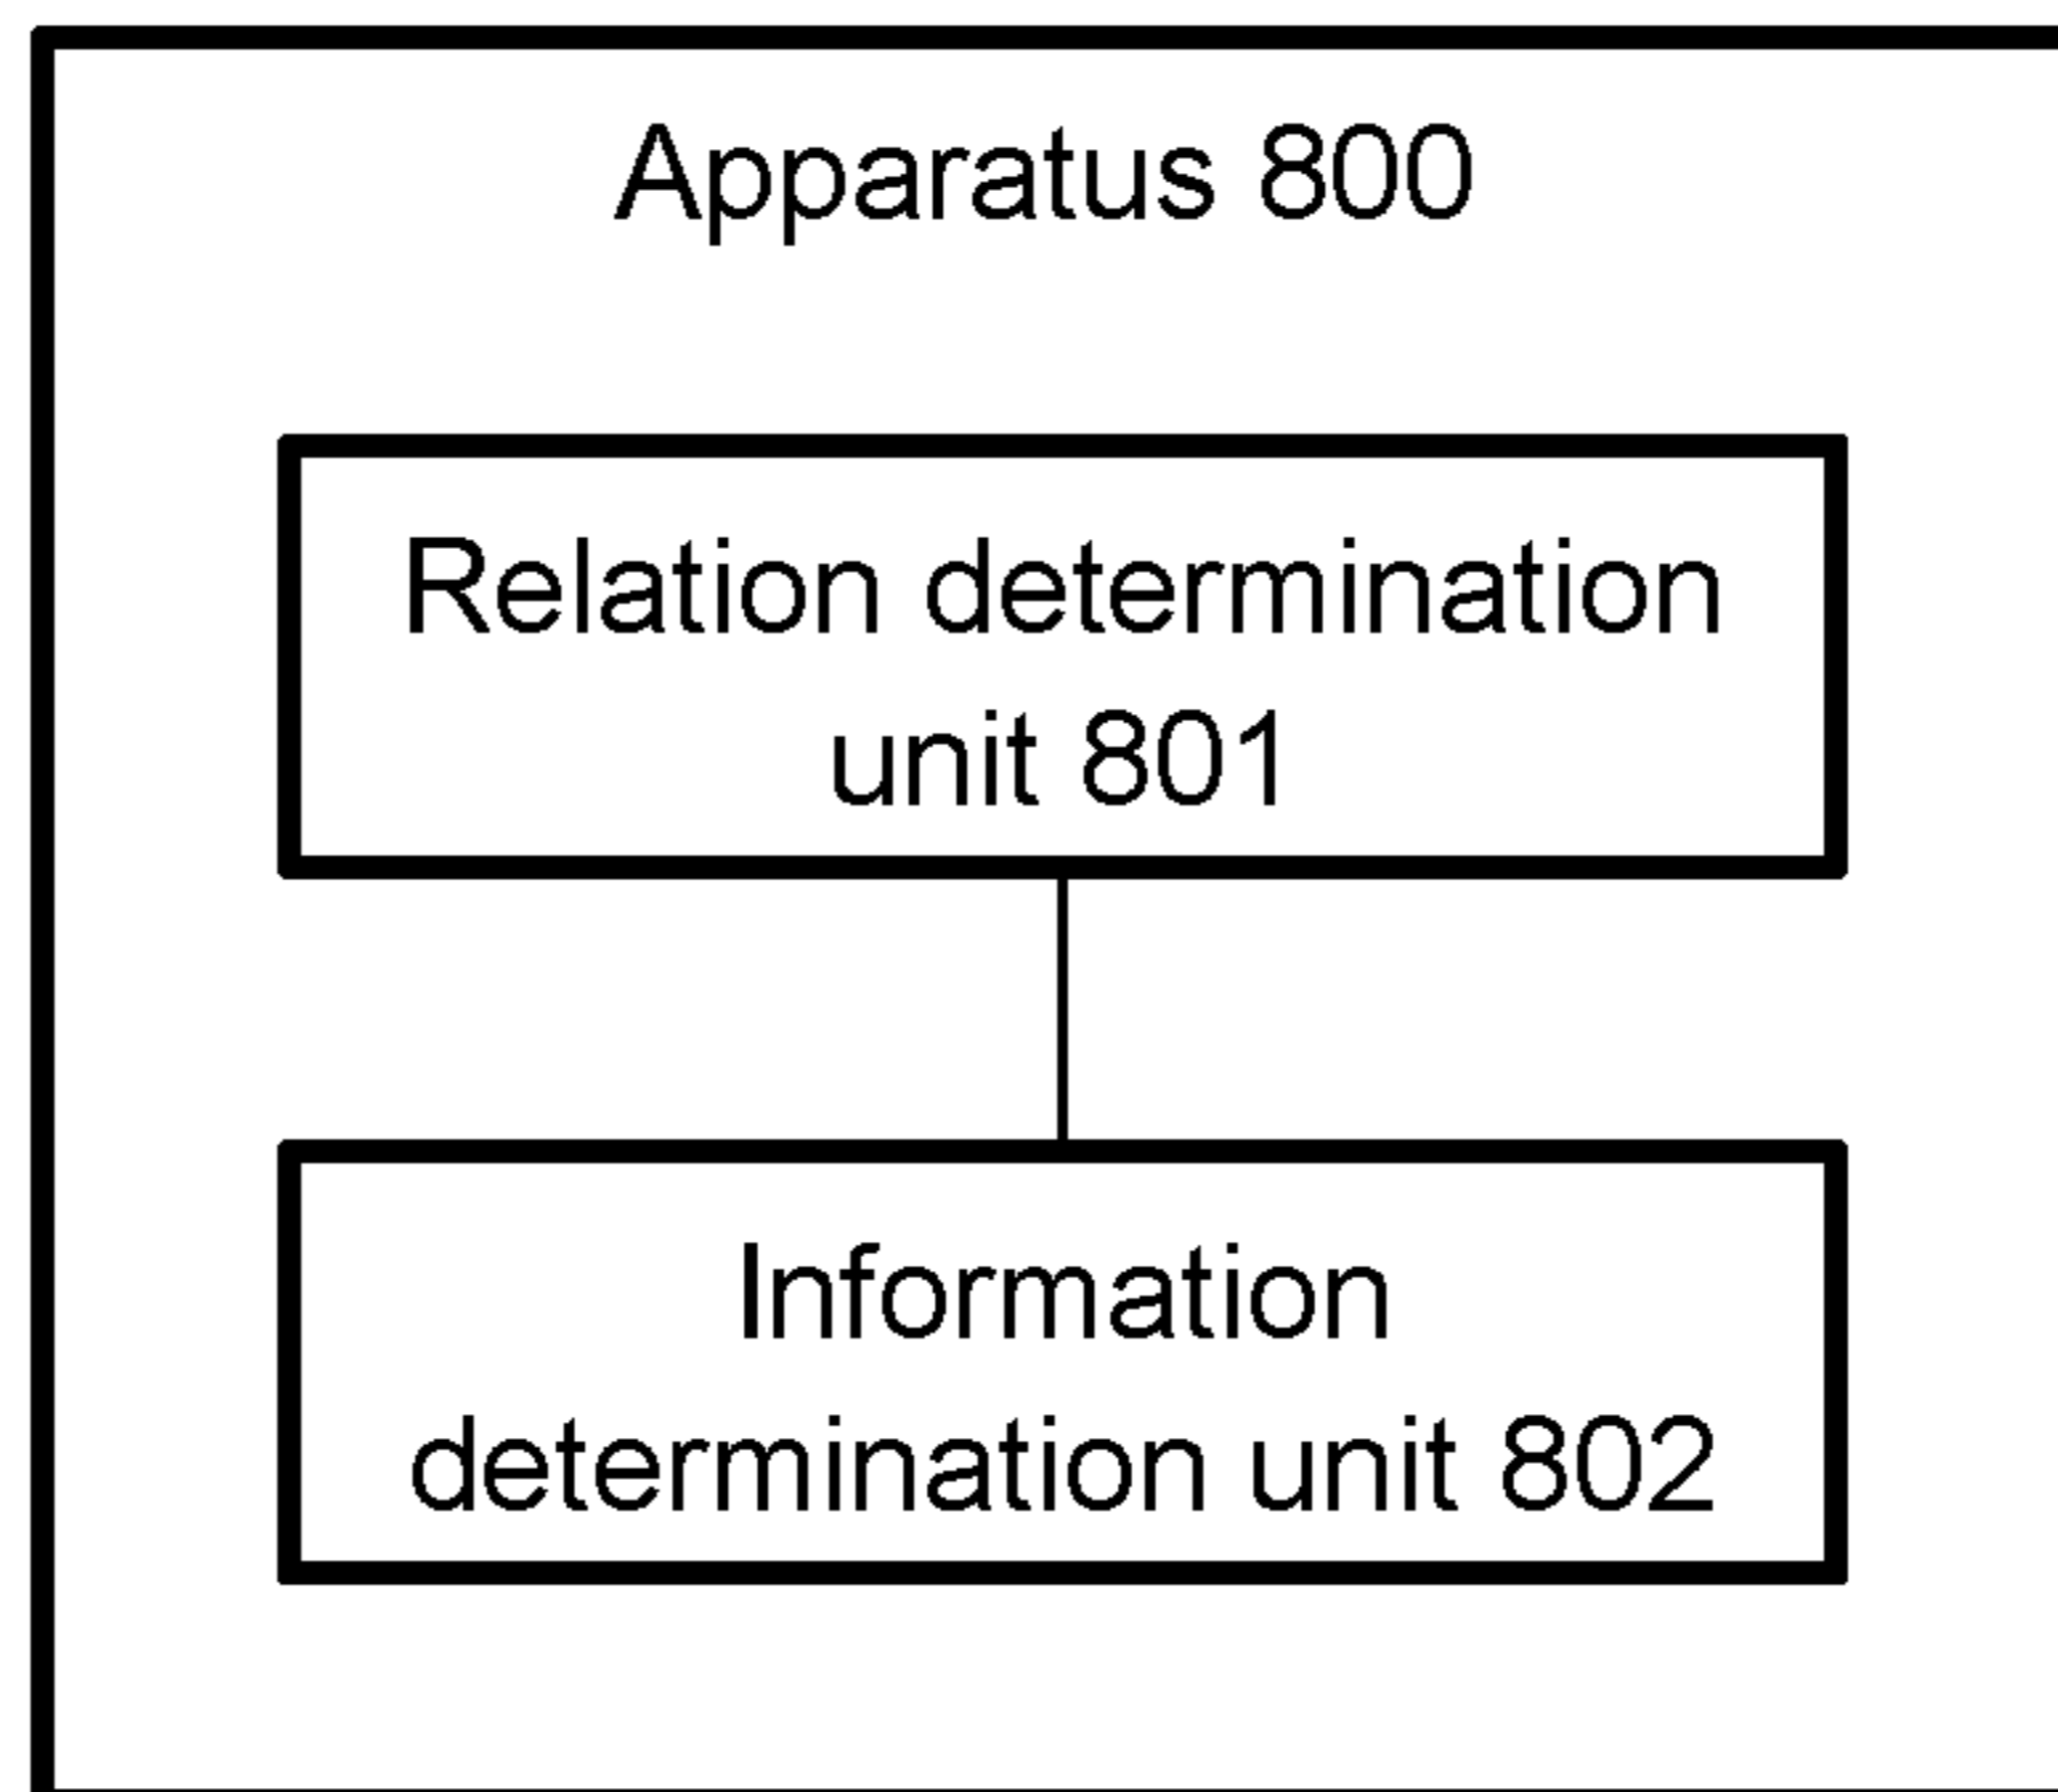 Apparatus 800
Relation determination
unit 801
Information
determination unit 802